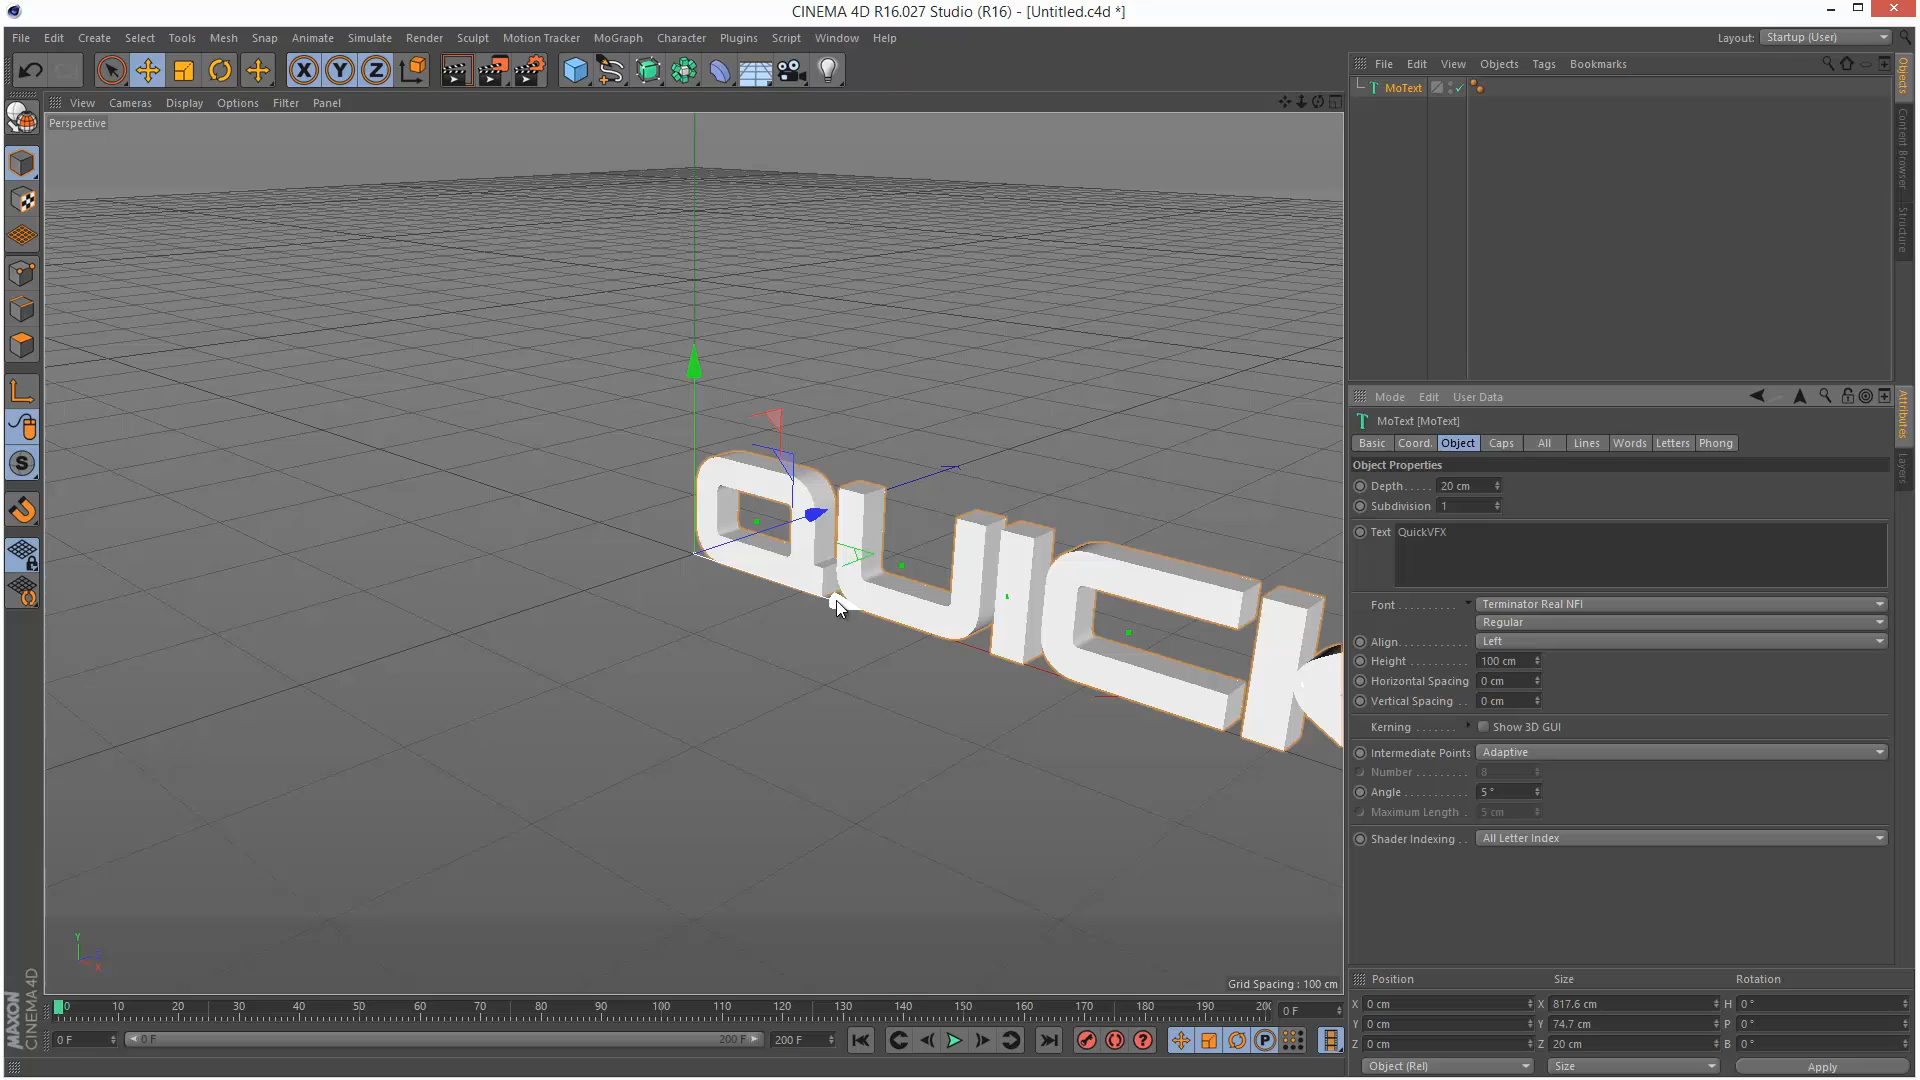 CINEMA 4D R16.027 Studio (R16) - [Untitled.c4d *]
File Edit Create Select Tools Mesh Snap Animate Simulate Render Sculpt Motion Tracker MoGraph Character Plugins Script Window Help
Layout: Startup (User)
X Y Z
File Edit View Objects Tags Bookmarks
MoText
View Cameras Display Options Filter Panel
Perspective
Objects
Content Browser
Structure
QUICK
Mode Edit User Data
MoText [MoText]
Basic Coord. Object Caps All Lines Words Letters Phong
Object Properties
Depth. . . . . 20 cm
Subdivision 1
Text QuickVFX
Font . . . . . . . . . . Terminator Real NFI
Regular
Align. . . . . . . . . . Left
Height . . . . . . . . . 100 cm
Horizontal Spacing 0 cm
Vertical Spacing . . 0 cm
Kerning . . . . . . . Show 3D GUI
Intermediate Points Adaptive
Number . . . . . . . . 8
Angle . . . . . . . . . . 5 °
Maximum Length . 5 cm
Shader Indexing . . All Letter Index
Attributes
Layers
S
Y
X
Grid Spacing : 100 cm
MAXON
CINEMA 4D
0 10 20 30 40 50 60 70 80 90 100 110 120 130 140 150 160 170 180 190 200 0 F
0 F 0 F 200 F 200 F
P
Position Size Rotation
X 0 cm X 817.6 cm H 0 °
Y 0 cm Y 74.7 cm P 0 °
Z 0 cm Z 20 cm B 0 °
Object (Rel) Size Apply